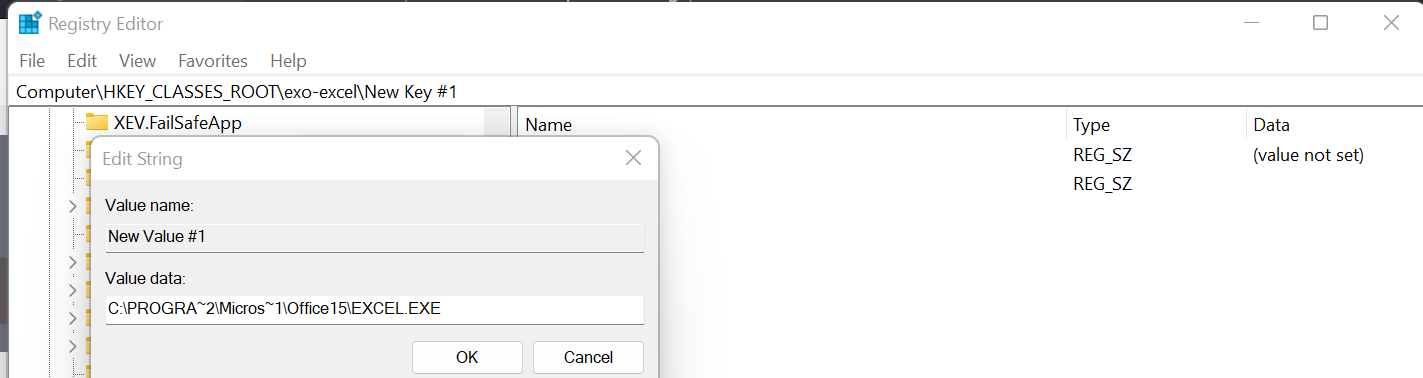 Registry Editor
File Edit View Favorites Help
Computer\HKEY_CLASSES_ROOT\exo-excel\New Key #1
XEV.FailSafeApp
Name Type Data
REG_SZ (value not set)
REG_SZ
Edit String
Value name:
New Value #1
Value data:
C:\PROGRA~2\Micros~1\Office15\EXCEL.EXE
OK Cancel